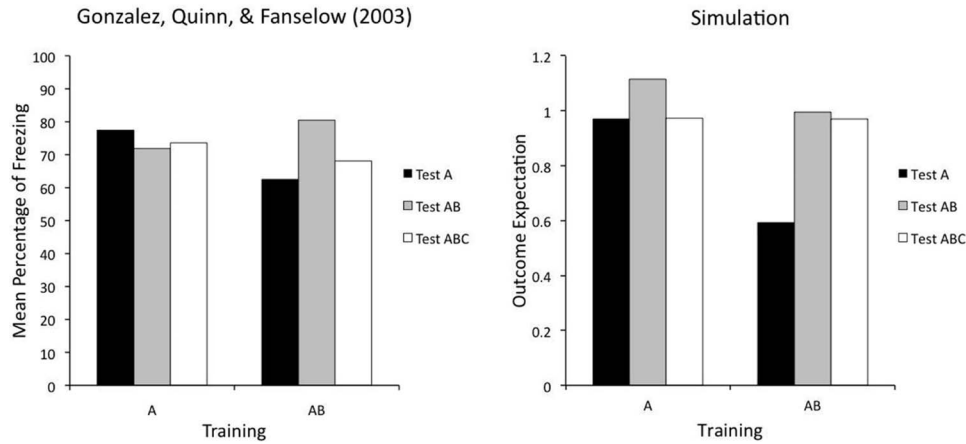 Gonzalez, Quinn, & Fanselow (2003)
Mean Percentage of Freezing
100
90
80
70
60
50
40
30
20
10
0
A
AB
Training
Test A
Test AB
Test ABC
Simulation
Outcome Expectation
1.2
1
0.8
0.6
0.4
0.2
0
A
AB
Training
Test A
Test AB
Test ABC